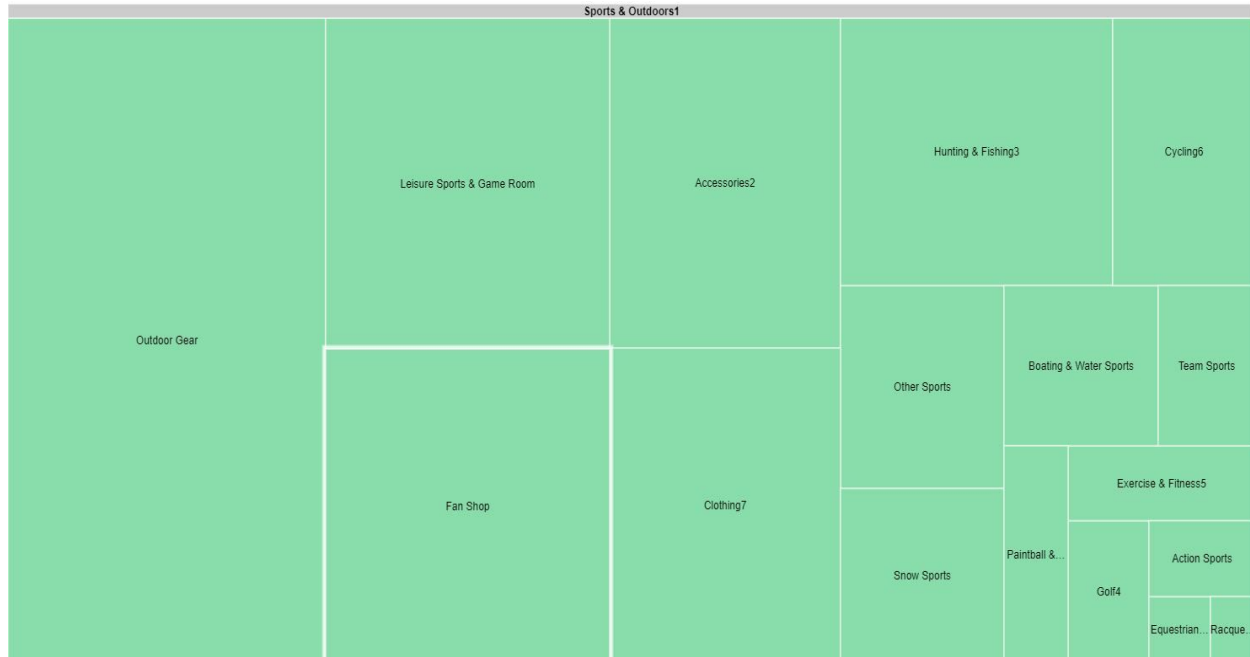 Sports & Outdoors1
Outdoor Gear
Leisure Sports & Game Room
Fan Shop
Accessories2
Clothing7
Hunting & Fishing3
Cycling6
Other Sports
Boating & Water Sports
Team Sports
Snow Sports
Paintball &...
Exercise & Fitness5
Golf4
Action Sports
Equestrian...
Racque...